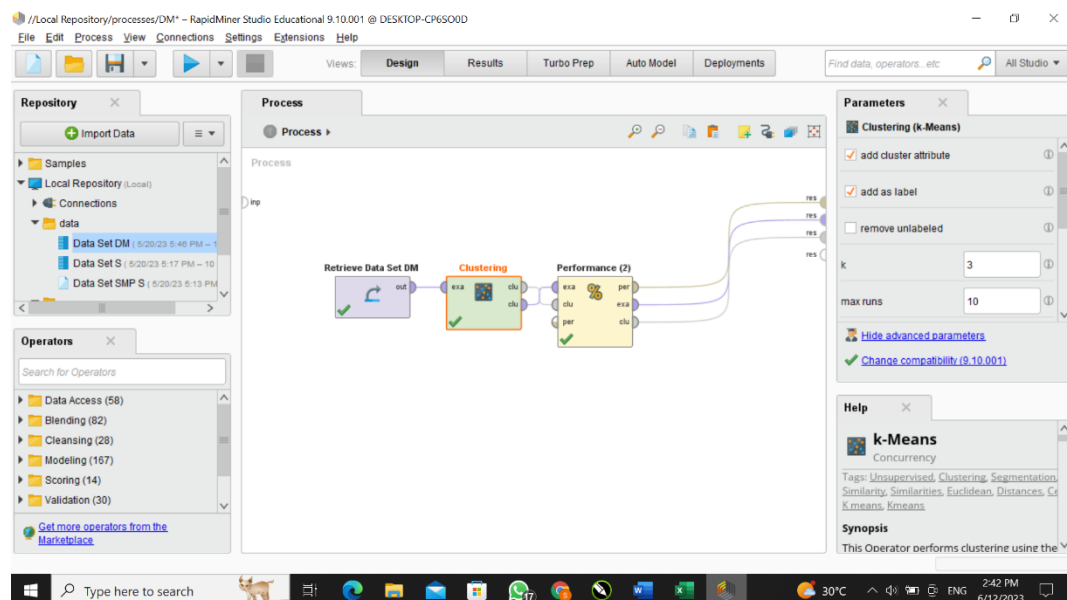 //Local Repository/processes/DM* – RapidMiner Studio Educational 9.10.001 @ DESKTOP-CP6SO0D
File Edit Process View Connections Settings Extensions Help
Views: Design Results Turbo Prep Auto Model Deployments
Find data, operators...etc
All Studio
Repository
Import Data
Samples
Local Repository (Local)
Connections
data
Data Set DM ( 5/20/23 5:46 PM – 1
Data Set S ( 5/20/23 5:17 PM – 10
Data Set SMP S ( 5/20/23 5:13 PM
Operators
Search for Operators
Data Access (58)
Blending (82)
Cleansing (28)
Modeling (167)
Scoring (14)
Validation (30)
Get more operators from the
Marketplace
Process
Process
Process
inp
res
res
res
res
Retrieve Data Set DM
out
Clustering
exa clu
clu
Performance (2)
exa per
clu exa
per clu
Parameters
Clustering (k-Means)
add cluster attribute
add as label
remove unlabeled
k 3
max runs 10
Hide advanced parameters
Change compatibility (9.10.001)
Help
k-Means
Concurrency
Tags: Unsupervised, Clustering, Segmentation,
Similarity, Similarities, Euclidean, Distances, Ce
K means, Kmeans
Synopsis
This Operator performs clustering using the
Type here to search
17
30°C
ENG
2:42 PM
6/12/2023